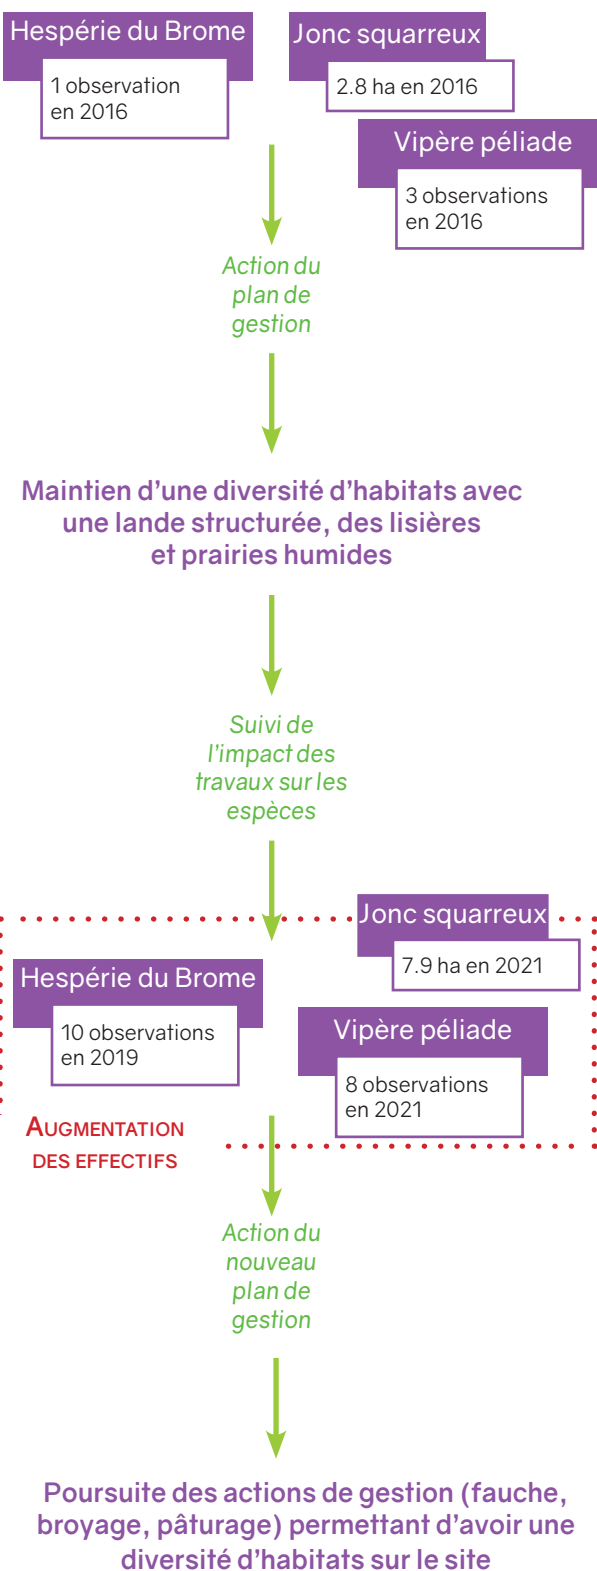 Hespérie du Brome
1 observation
en 2016
Jonc squarreux
2.8 ha en 2016
Vipère péliade
3 observations
en 2016
Action du
plan de
gestion
Maintien d’une diversité d’habitats avec
une lande structurée, des lisières
et prairies humides
Suivi de
l’impact des
travaux sur les
espèces
Jonc squarreux
7.9 ha en 2021
Hespérie du Brome
10 observations
en 2019
Vipère péliade
8 observations
en 2021
AUGMENTATION
DES EFFECTIFS
Action du
nouveau
plan de
gestion
Poursuite des actions de gestion (fauche,
broyage, pâturage) permettant d’avoir une
diversité d’habitats sur le site